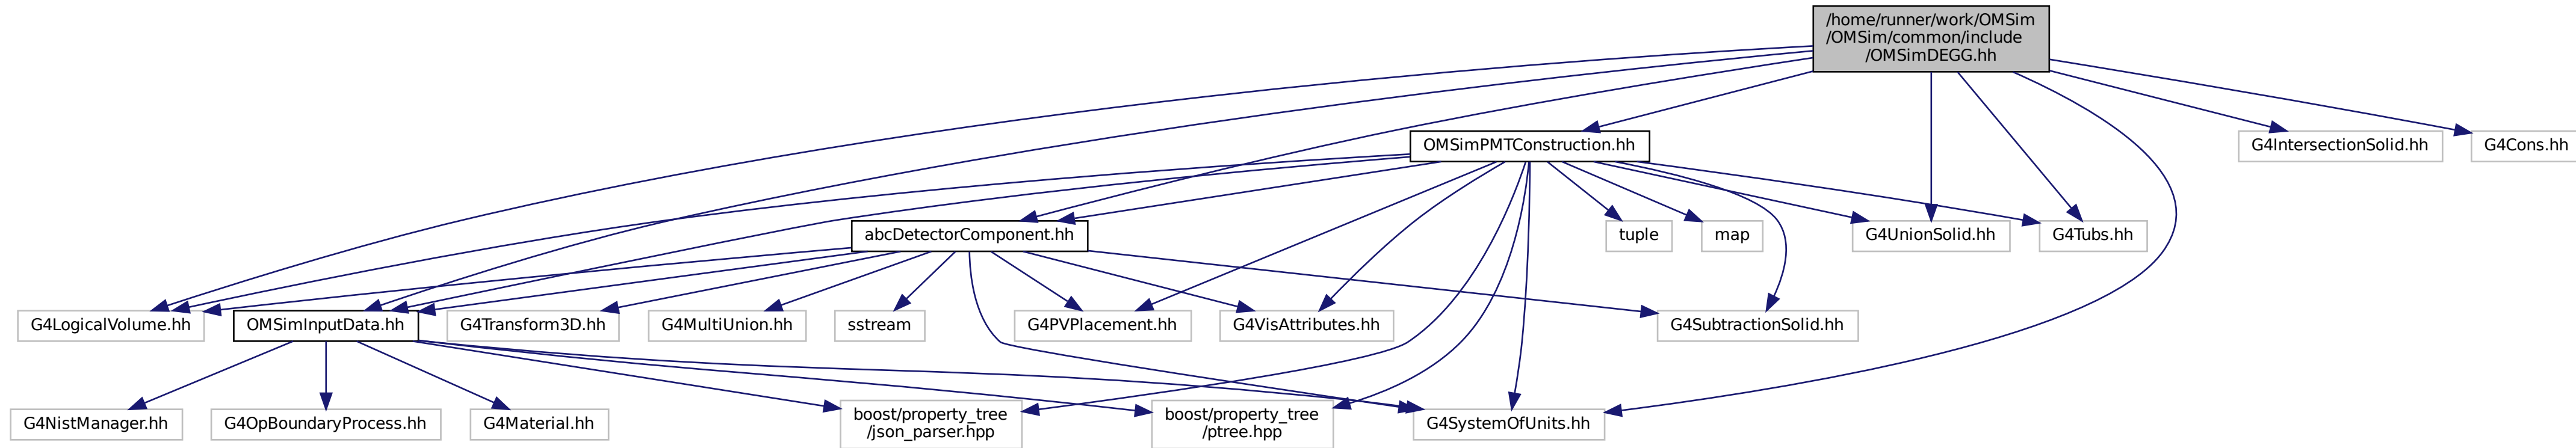 /home/runner/work/OMSim
/OMSim/common/include
/OMSimDEGG.hh
OMSimPMTConstruction.hh
G4IntersectionSolid.hh
G4Cons.hh
abcDetectorComponent.hh
tuple
map
G4UnionSolid.hh
G4Tubs.hh
G4LogicalVolume.hh
OMSimInputData.hh
G4Transform3D.hh
G4MultiUnion.hh
sstream
G4PVPlacement.hh
G4VisAttributes.hh
G4SubtractionSolid.hh
G4NistManager.hh
G4OpBoundaryProcess.hh
G4Material.hh
boost/property_tree
/json_parser.hpp
boost/property_tree
/ptree.hpp
G4SystemOfUnits.hh